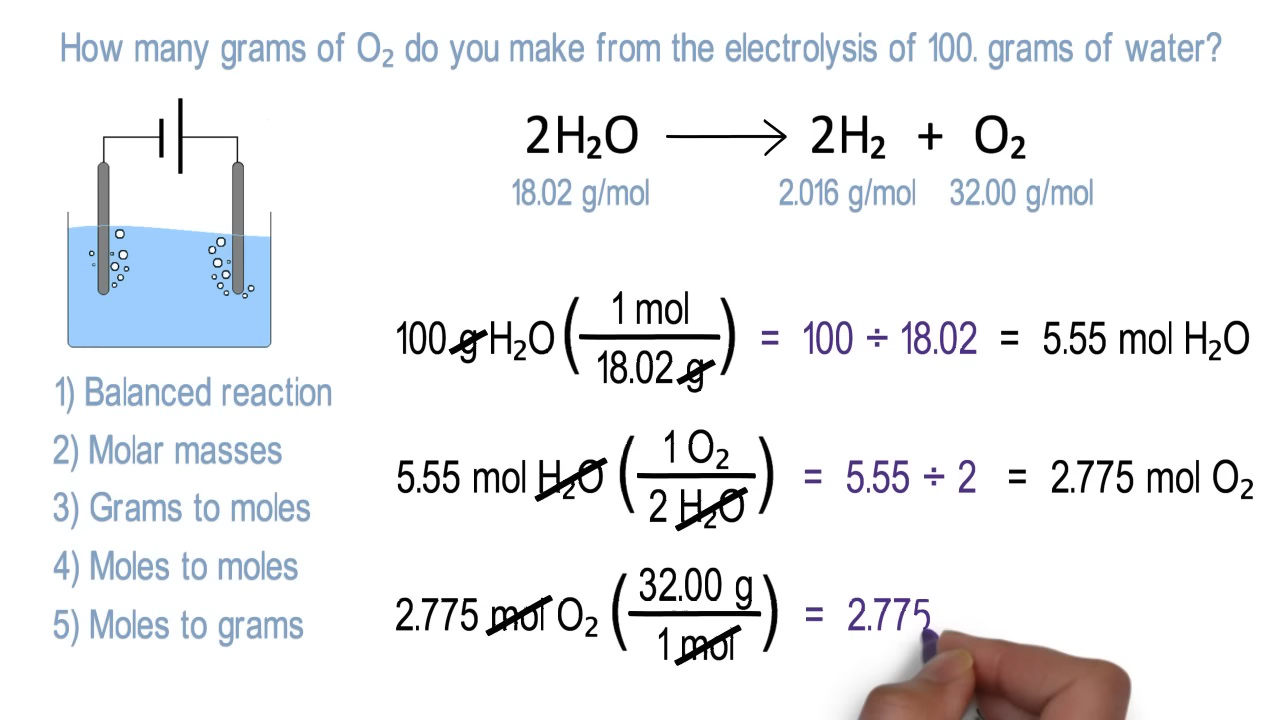 How many grams of O₂ do you make from the electrolysis of 100. grams of water?
2H₂O ⟶ 2H₂ + O₂
18.02 g/mol 2.016 g/mol 32.00 g/mol
100 g H₂O (1 mol / 18.02 g) = 100 ÷ 18.02 = 5.55 mol H₂O
1) Balanced reaction
2) Molar masses
3) Grams to moles
4) Moles to moles
5) Moles to grams
5.55 mol H₂O (1 O₂ / 2 H₂O) = 5.55 ÷ 2 = 2.775 mol O₂
2.775 mol O₂ (32.00 g / 1 mol) = 2.775